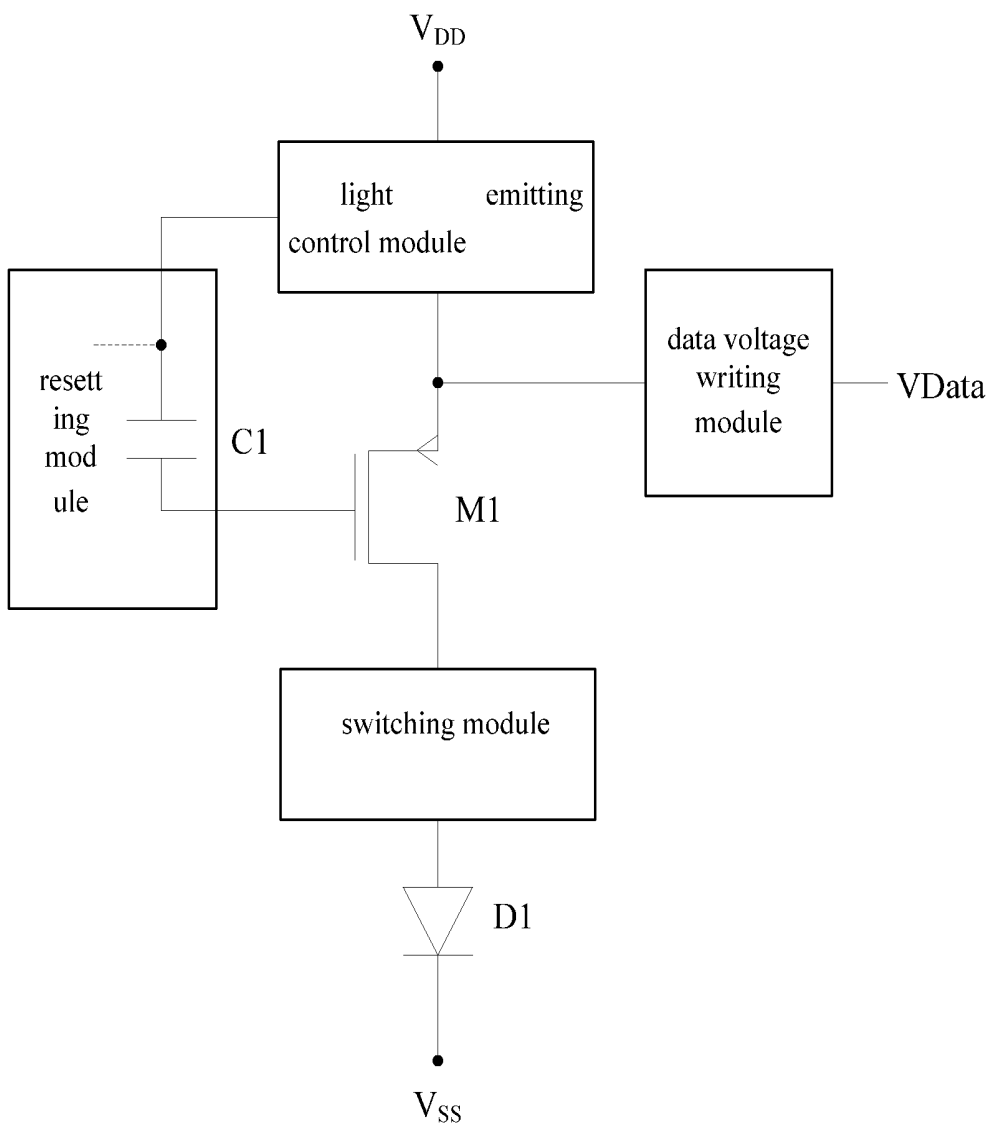 VDD
light emitting
control module
data voltage
writing
module
VData
resett
ing
mod
ule
C1
M1
switching module
D1
VSS